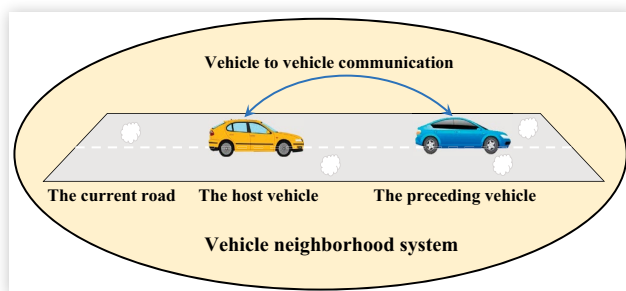 Vehicle to vehicle communication
The current road
The host vehicle
The preceding vehicle
Vehicle neighborhood system